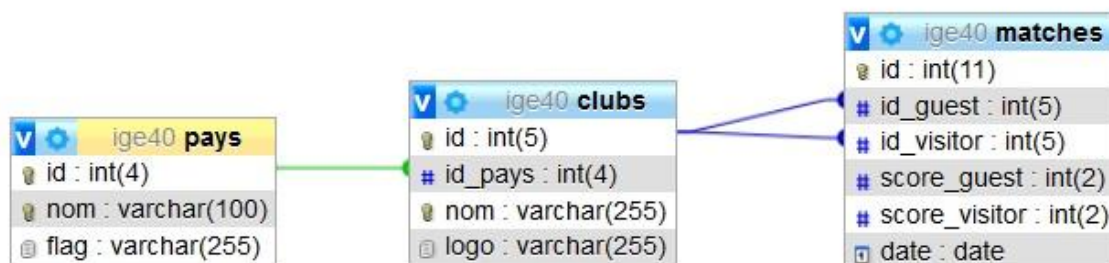 v ige40 pays
id : int(4)
nom : varchar(100)
flag : varchar(255)
v ige40 clubs
id : int(5)
# id_pays : int(4)
nom : varchar(255)
logo : varchar(255)
v ige40 matches
id : int(11)
# id_guest : int(5)
# id_visitor : int(5)
# score_guest : int(2)
# score_visitor : int(2)
date : date